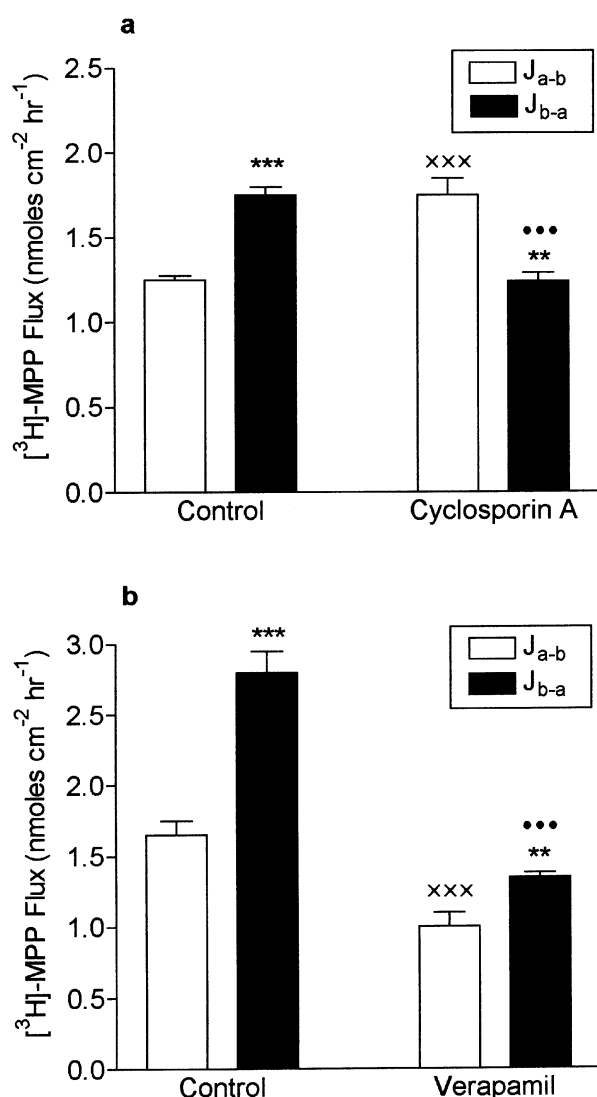 a
[³H]-MPP Flux (nmoles cm⁻² hr⁻¹)
2.5
2.0
1.5
1.0
0.5
0.0
J a-b
J b-a
***
×××
•••
**
Control
Cyclosporin A
b
[³H]-MPP Flux (nmoles cm⁻² hr⁻¹)
3.0
2.5
2.0
1.5
1.0
0.5
0.0
J a-b
J b-a
***
×××
•••
**
Control
Verapamil